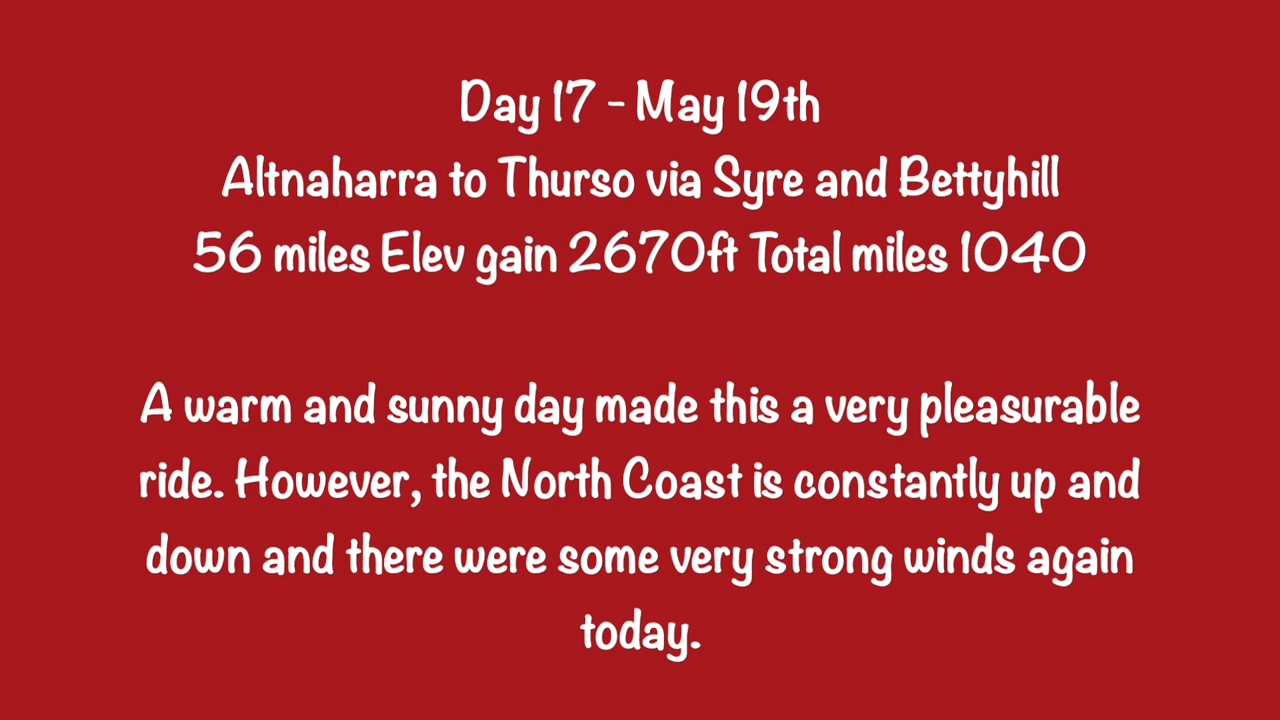 Day 17 - May 19th
Altnaharra to Thurso via Syre and Bettyhill
56 miles Elev gain 2670ft Total miles 1040
A warm and sunny day made this a very pleasurable
ride. However, the North Coast is constantly up and
down and there were some very strong winds again
today.